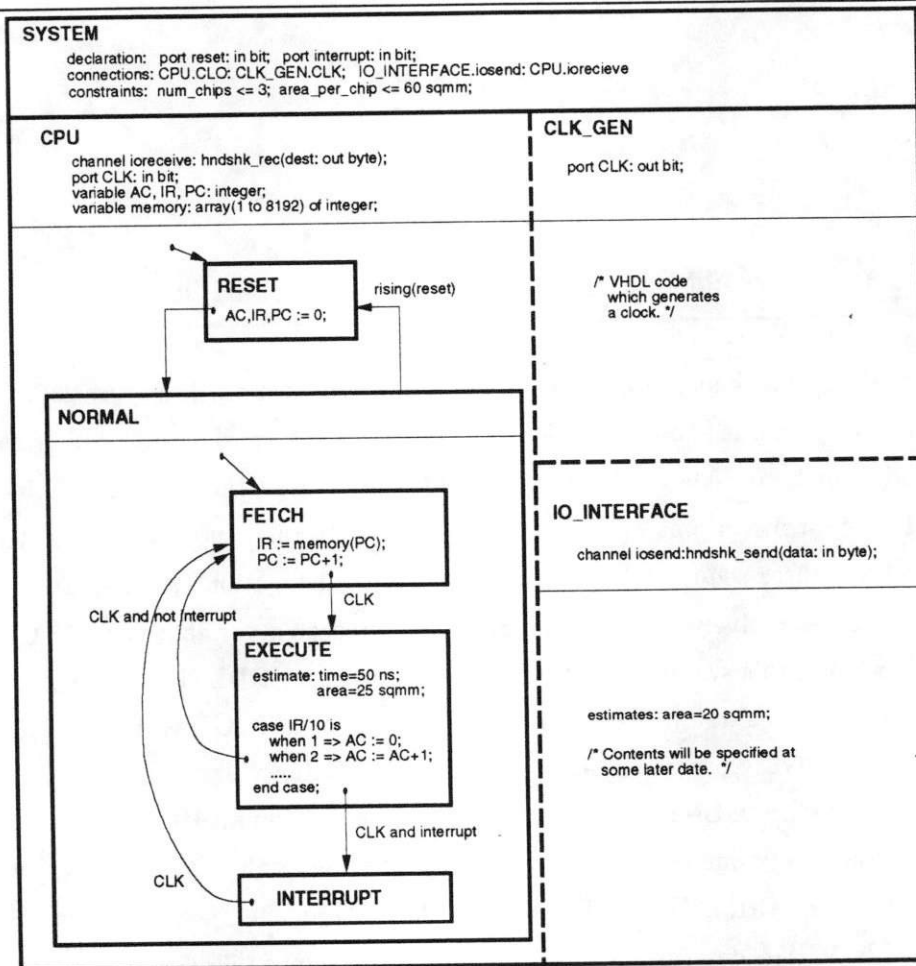 SYSTEM
declaration: port reset: in bit; port interrupt: in bit;
connections: CPU.CLO: CLK_GEN.CLK; IO_INTERFACE.iosend: CPU.iorecieve
constraints: num_chips <= 3; area_per_chip <= 60 sqmm;
CPU
channel ioreceive: hndshk_rec(dest: out byte);
port CLK: in bit;
variable AC, IR, PC: integer;
variable memory: array(1 to 8192) of integer;
CLK_GEN
port CLK: out bit;
RESET
AC,IR,PC := 0;
rising(reset)
/* VHDL code
which generates
a clock. */
NORMAL
FETCH
IR := memory(PC);
PC := PC+1;
CLK
CLK and not interrupt
EXECUTE
estimate: time=50 ns;
area=25 sqmm;
case IR/10 is
when 1 => AC := 0;
when 2 => AC := AC+1;
.....
end case;
CLK and interrupt
CLK
INTERRUPT
IO_INTERFACE
channel iosend:hndshk_send(data: in byte);
estimates: area=20 sqmm;
/* Contents will be specified at
some later date. */